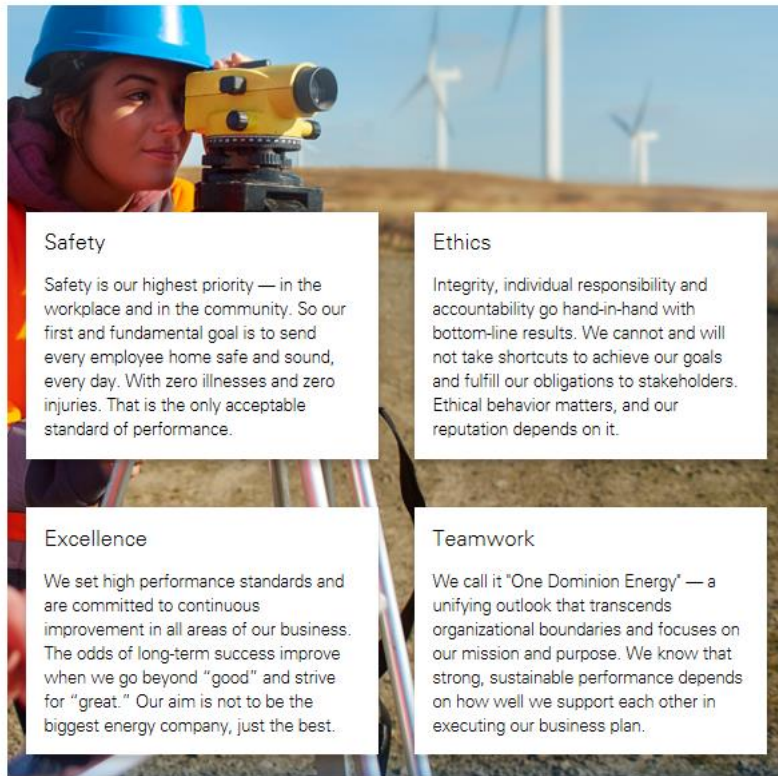 Safety
Safety is our highest priority — in the
workplace and in the community. So our
first and fundamental goal is to send
every employee home safe and sound,
every day. With zero illnesses and zero
injuries. That is the only acceptable
standard of performance.
Ethics
Integrity, individual responsibility and
accountability go hand-in-hand with
bottom-line results. We cannot and will
not take shortcuts to achieve our goals
and fulfill our obligations to stakeholders.
Ethical behavior matters, and our
reputation depends on it.
Excellence
We set high performance standards and
are committed to continuous
improvement in all areas of our business.
The odds of long-term success improve
when we go beyond “good” and strive
for “great.” Our aim is not to be the
biggest energy company, just the best.
Teamwork
We call it "One Dominion Energy" — a
unifying outlook that transcends
organizational boundaries and focuses on
our mission and purpose. We know that
strong, sustainable performance depends
on how well we support each other in
executing our business plan.